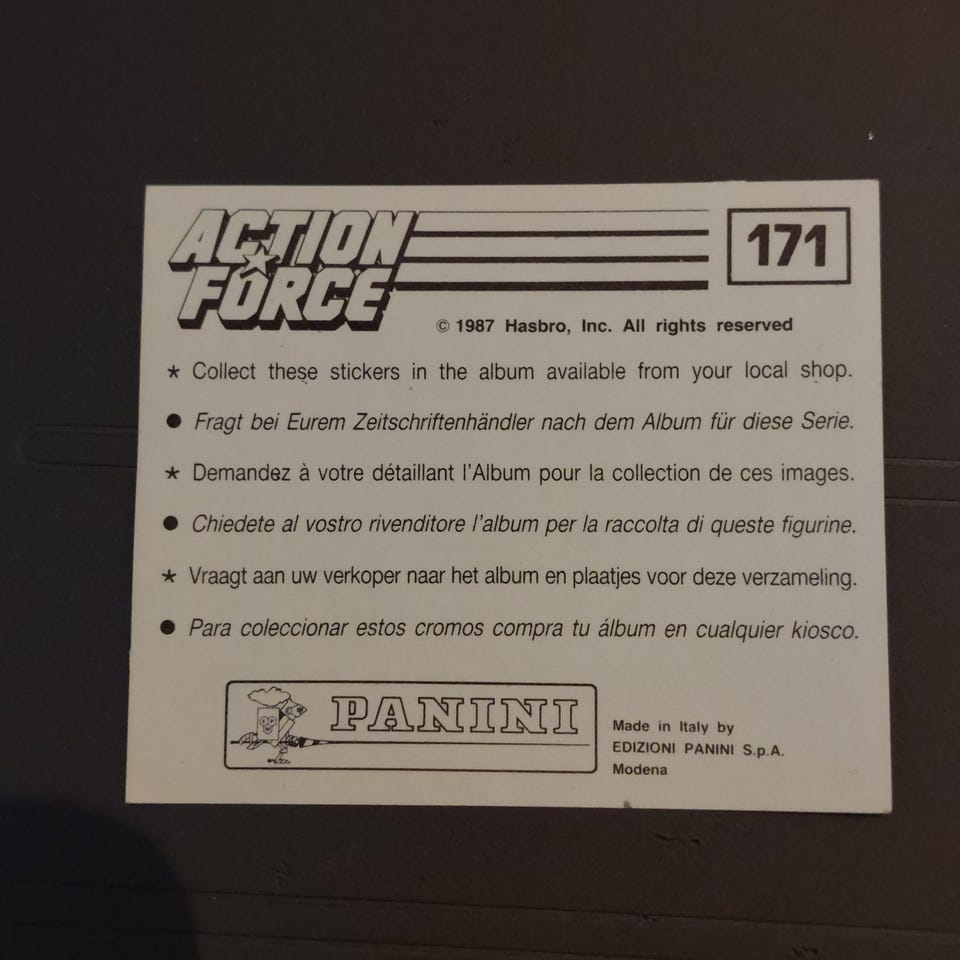 ACTION
FORCE
171
© 1987 Hasbro, Inc. All rights reserved
* Collect these stickers in the album available from your local shop.
● Fragt bei Eurem Zeitschriftenhändler nach dem Album für diese Serie.
* Demandez à votre détaillant l'Album pour la collection de ces images.
● Chiedete al vostro rivenditore l'album per la raccolta di queste figurine.
* Vraagt aan uw verkoper naar het album en plaatjes voor deze verzameling.
● Para coleccionar estos cromos compra tu álbum en cualquier kiosco.
PANINI
Made in Italy by
EDIZIONI PANINI S.p.A.
Modena